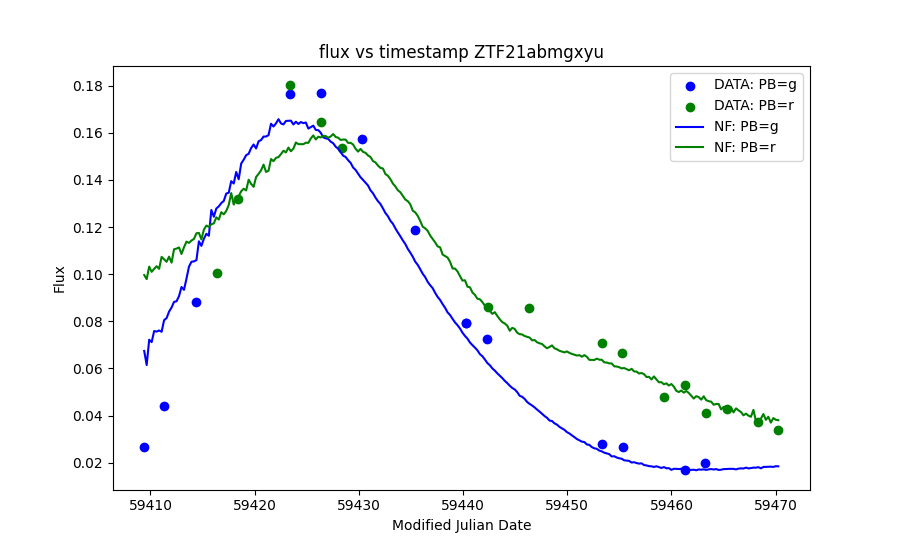 flux vs timestamp ZTF21abmgxyu
DATA: PB=g
DATA: PB=r
NF: PB=g
NF: PB=r
0.18
0.16
0.14
0.12
0.10
0.08
0.06
0.04
0.02
Flux
59410 59420 59430 59440 59450 59460 59470
Modified Julian Date